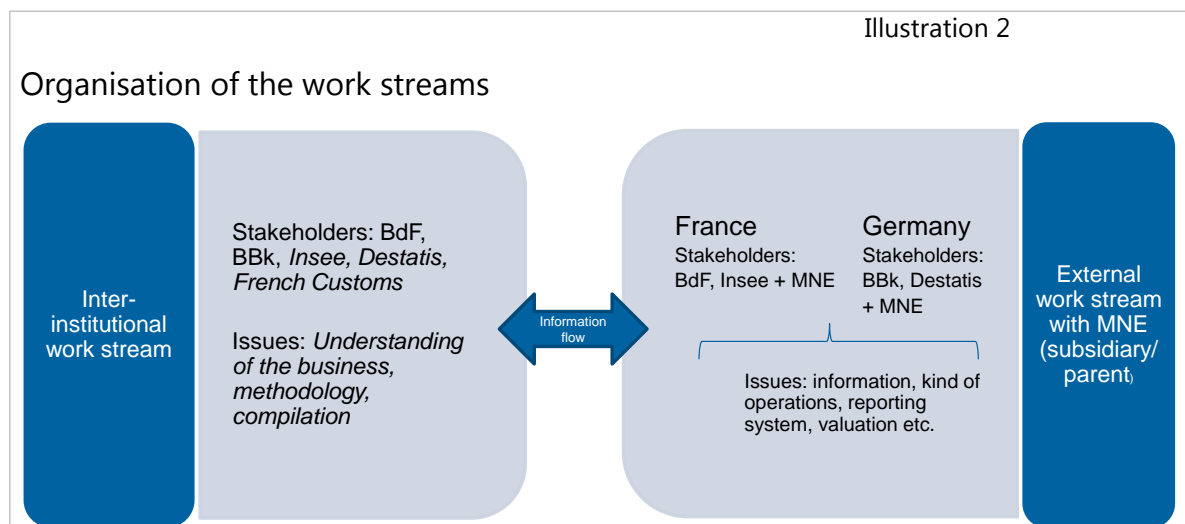 Illustration 2
Organisation of the work streams
Inter-
institutional
work stream
Stakeholders: BdF,
BBk, Insee, Destatis,
French Customs
Issues: Understanding
of the business,
methodology,
compilation
Information
flow
France
Stakeholders:
BdF, Insee + MNE
Germany
Stakeholders:
BBk, Destatis
+ MNE
Issues: information, kind of
operations, reporting
system, valuation etc.
External
work stream
with MNE
(subsidiary/
parent)